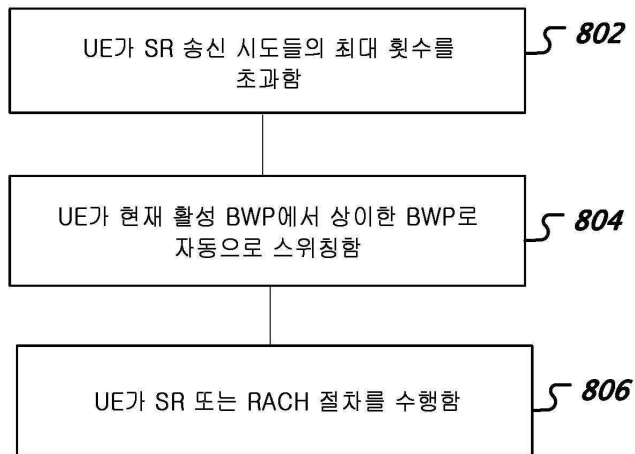 UE가 SR 송신 시도들의 최대 횟수를
초과함
802
UE가 현재 활성 BWP에서 상이한 BWP로
자동으로 스위칭함
804
UE가 SR 또는 RACH 절차를 수행함
806